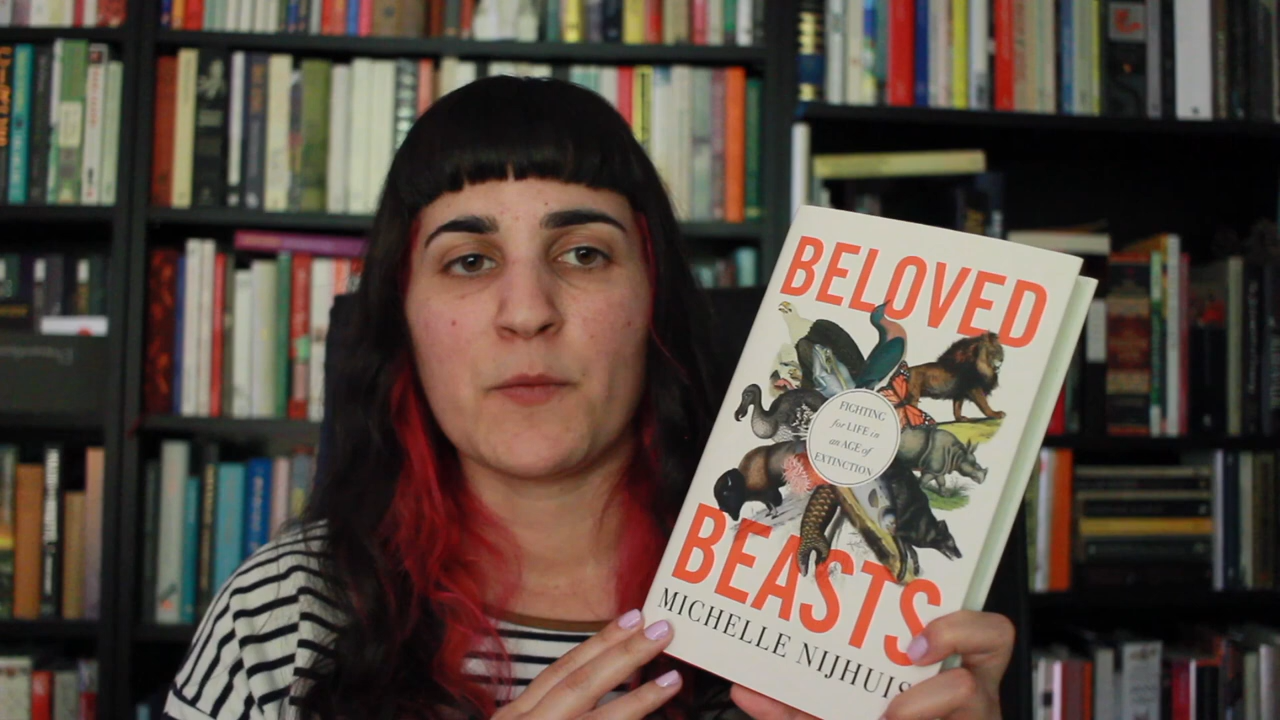 BELOVED
FIGHTING
for LIFE in
an AGE of
EXTINCTION
BEASTS
MICHELLE NIJHUIS